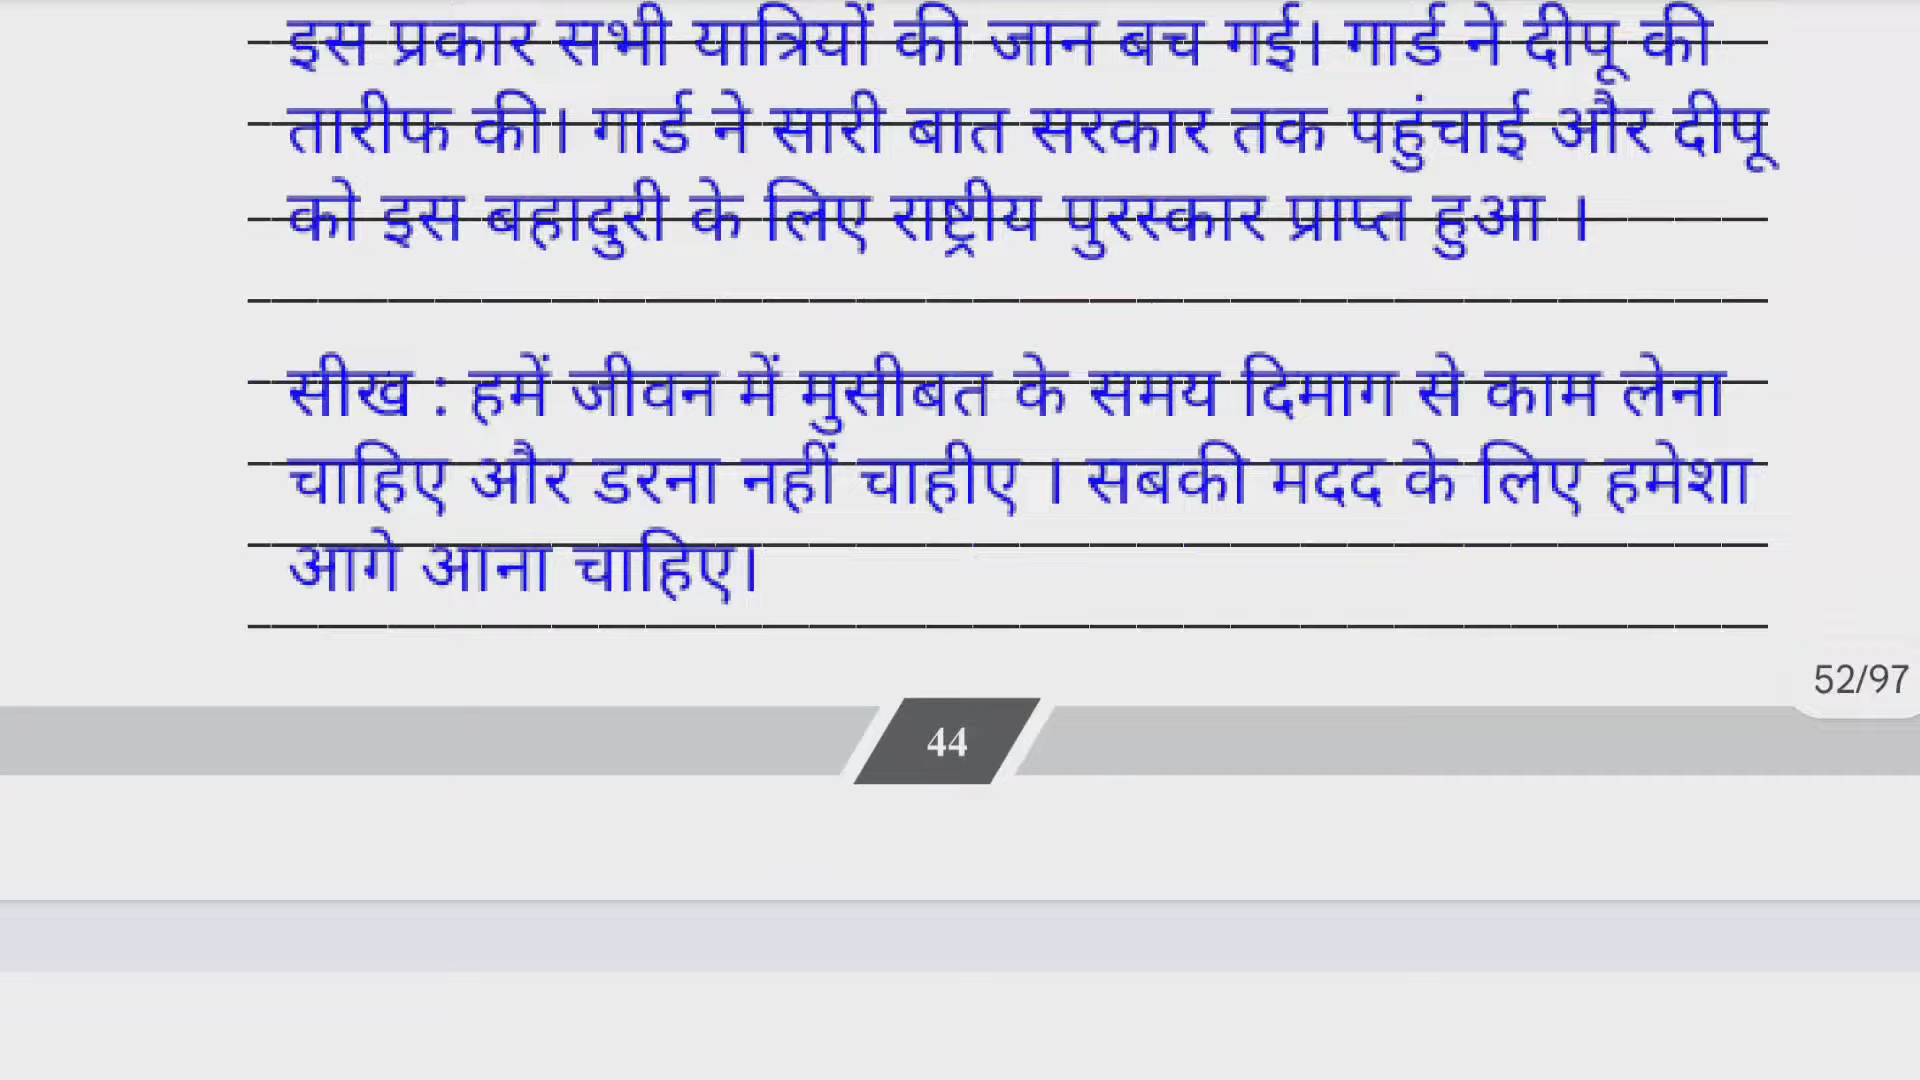 इस प्रकार सभी यात्रियों की जान बच गई। गार्ड ने दीपू की
तारीफ की। गार्ड ने सारी बात सरकार तक पहुंचाई और दीपू
को इस बहादुरी के लिए राष्ट्रीय पुरस्कार प्राप्त हुआ ।
सीख : हमें जीवन में मुसीबत के समय दिमाग से काम लेना
चाहिए और डरना नहीं चाहीए । सबकी मदद के लिए हमेशा
आगे आना चाहिए।
52/97
44